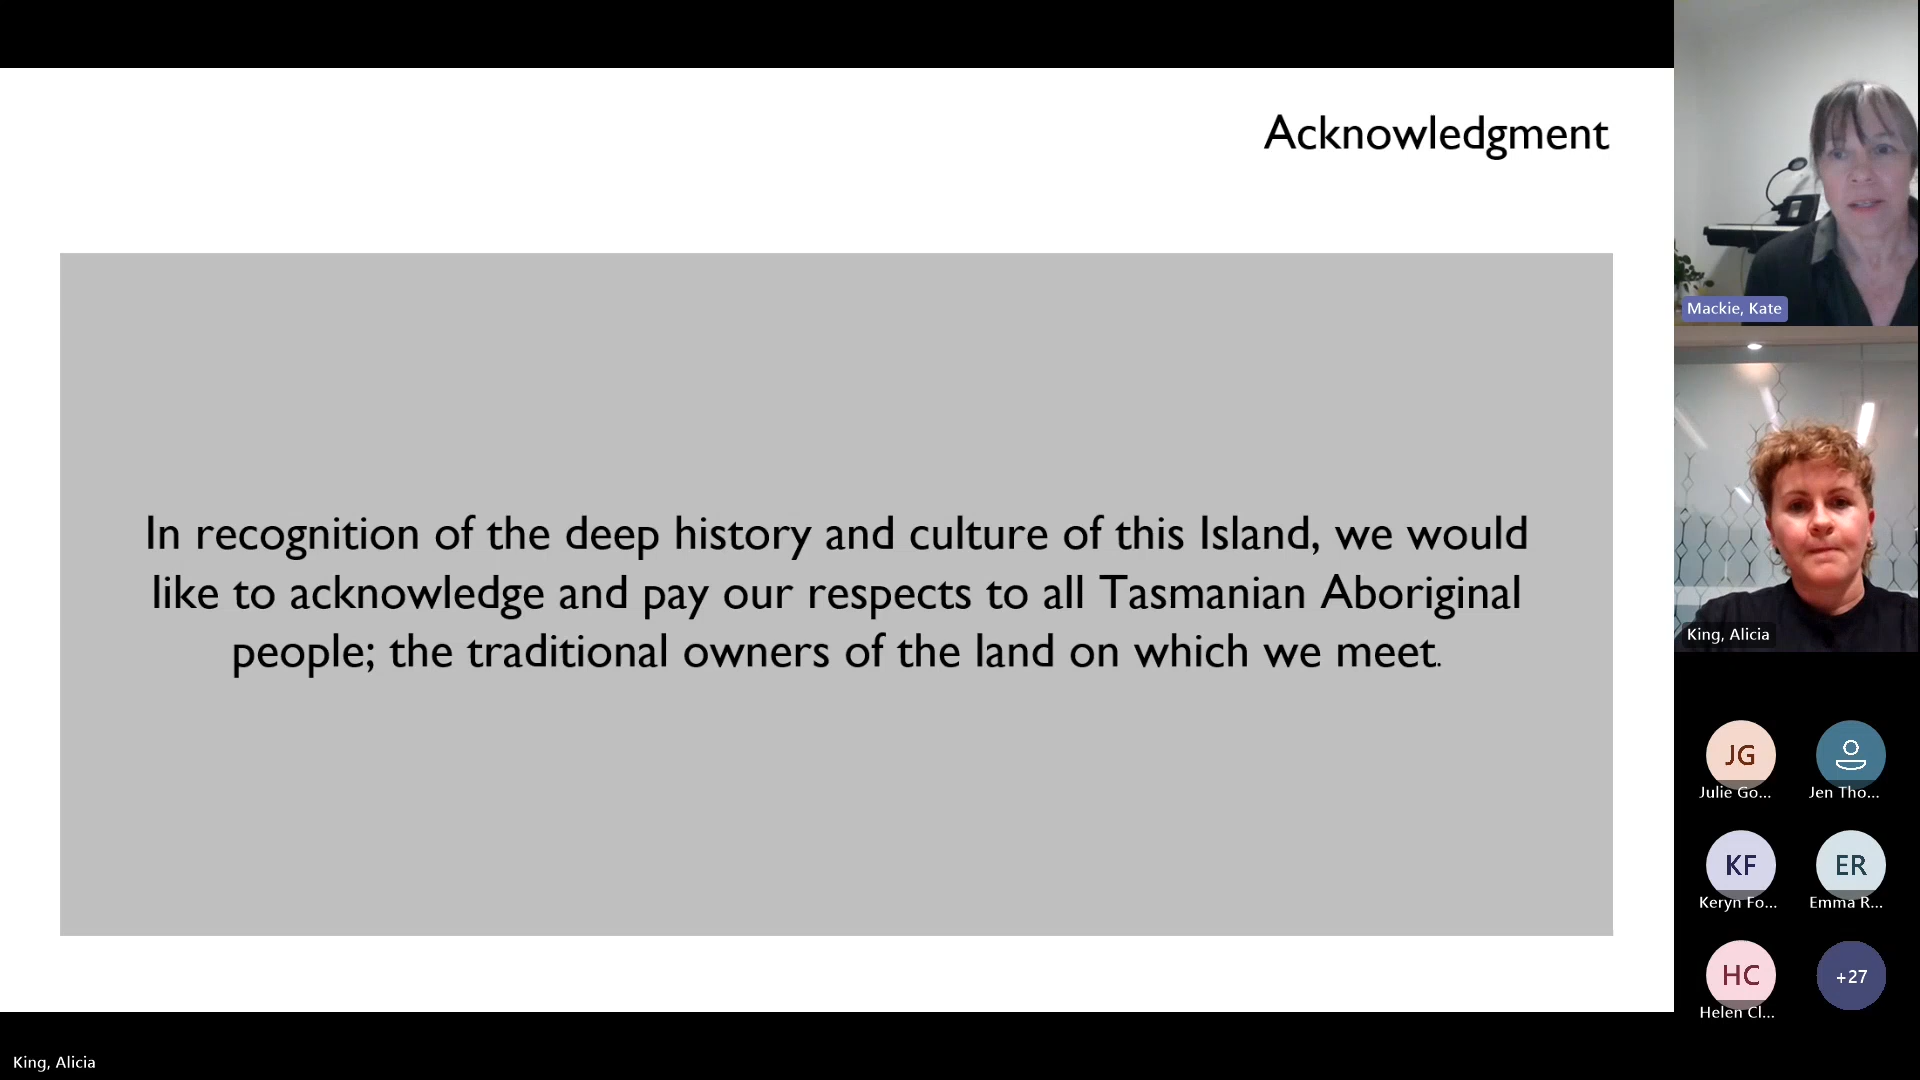 Acknowledgment
In recognition of the deep history and culture of this Island, we would
like to acknowledge and pay our respects to all Tasmanian Aboriginal
people; the traditional owners of the land on which we meet.
Mackie, Kate
King, Alicia
JG
Julie Go...
Jen Tho...
KF
Keryn Fo...
ER
Emma R...
HC
Helen Cl...
+27
King, Alicia